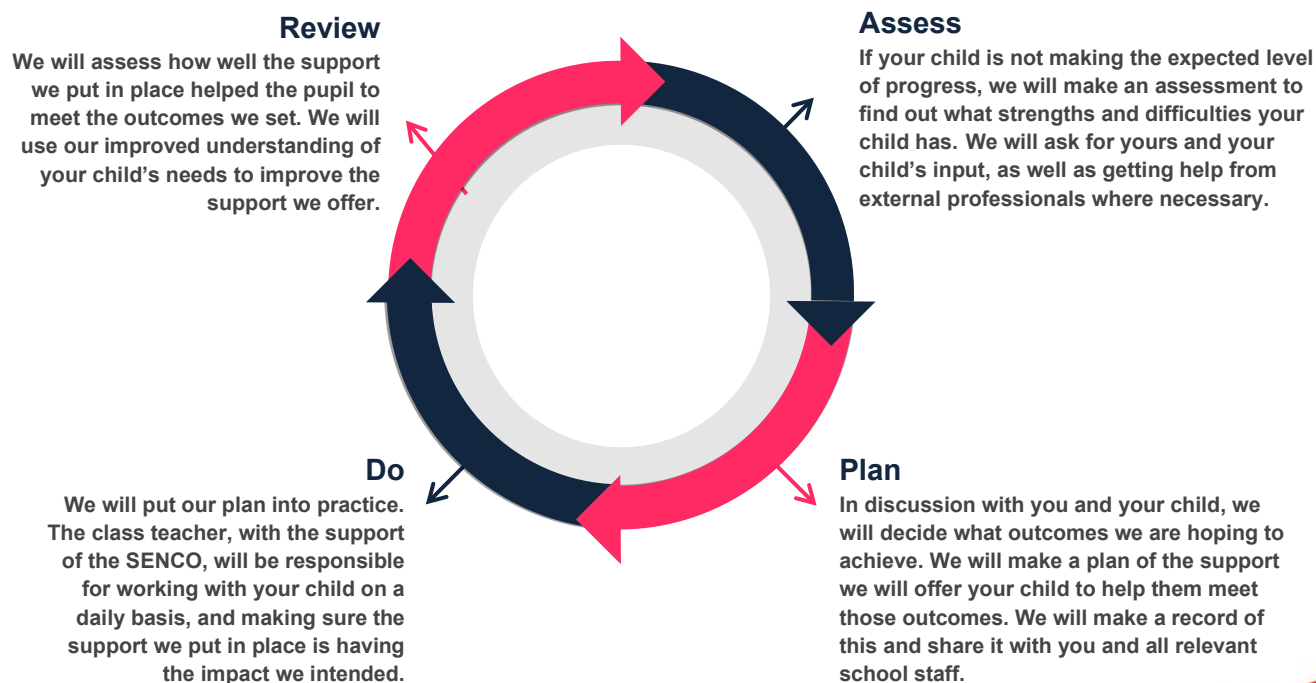 Review
We will assess how well the support
we put in place helped the pupil to
meet the outcomes we set. We will
use our improved understanding of
your child’s needs to improve the
support we offer.
Assess
If your child is not making the expected level
of progress, we will make an assessment to
find out what strengths and difficulties your
child has. We will ask for yours and your
child’s input, as well as getting help from
external professionals where necessary.
Do
We will put our plan into practice.
The class teacher, with the support
of the SENCO, will be responsible
for working with your child on a
daily basis, and making sure the
support we put in place is having
the impact we intended.
Plan
In discussion with you and your child, we
will decide what outcomes we are hoping to
achieve. We will make a plan of the support
we will offer your child to help them meet
those outcomes. We will make a record of
this and share it with you and all relevant
school staff.